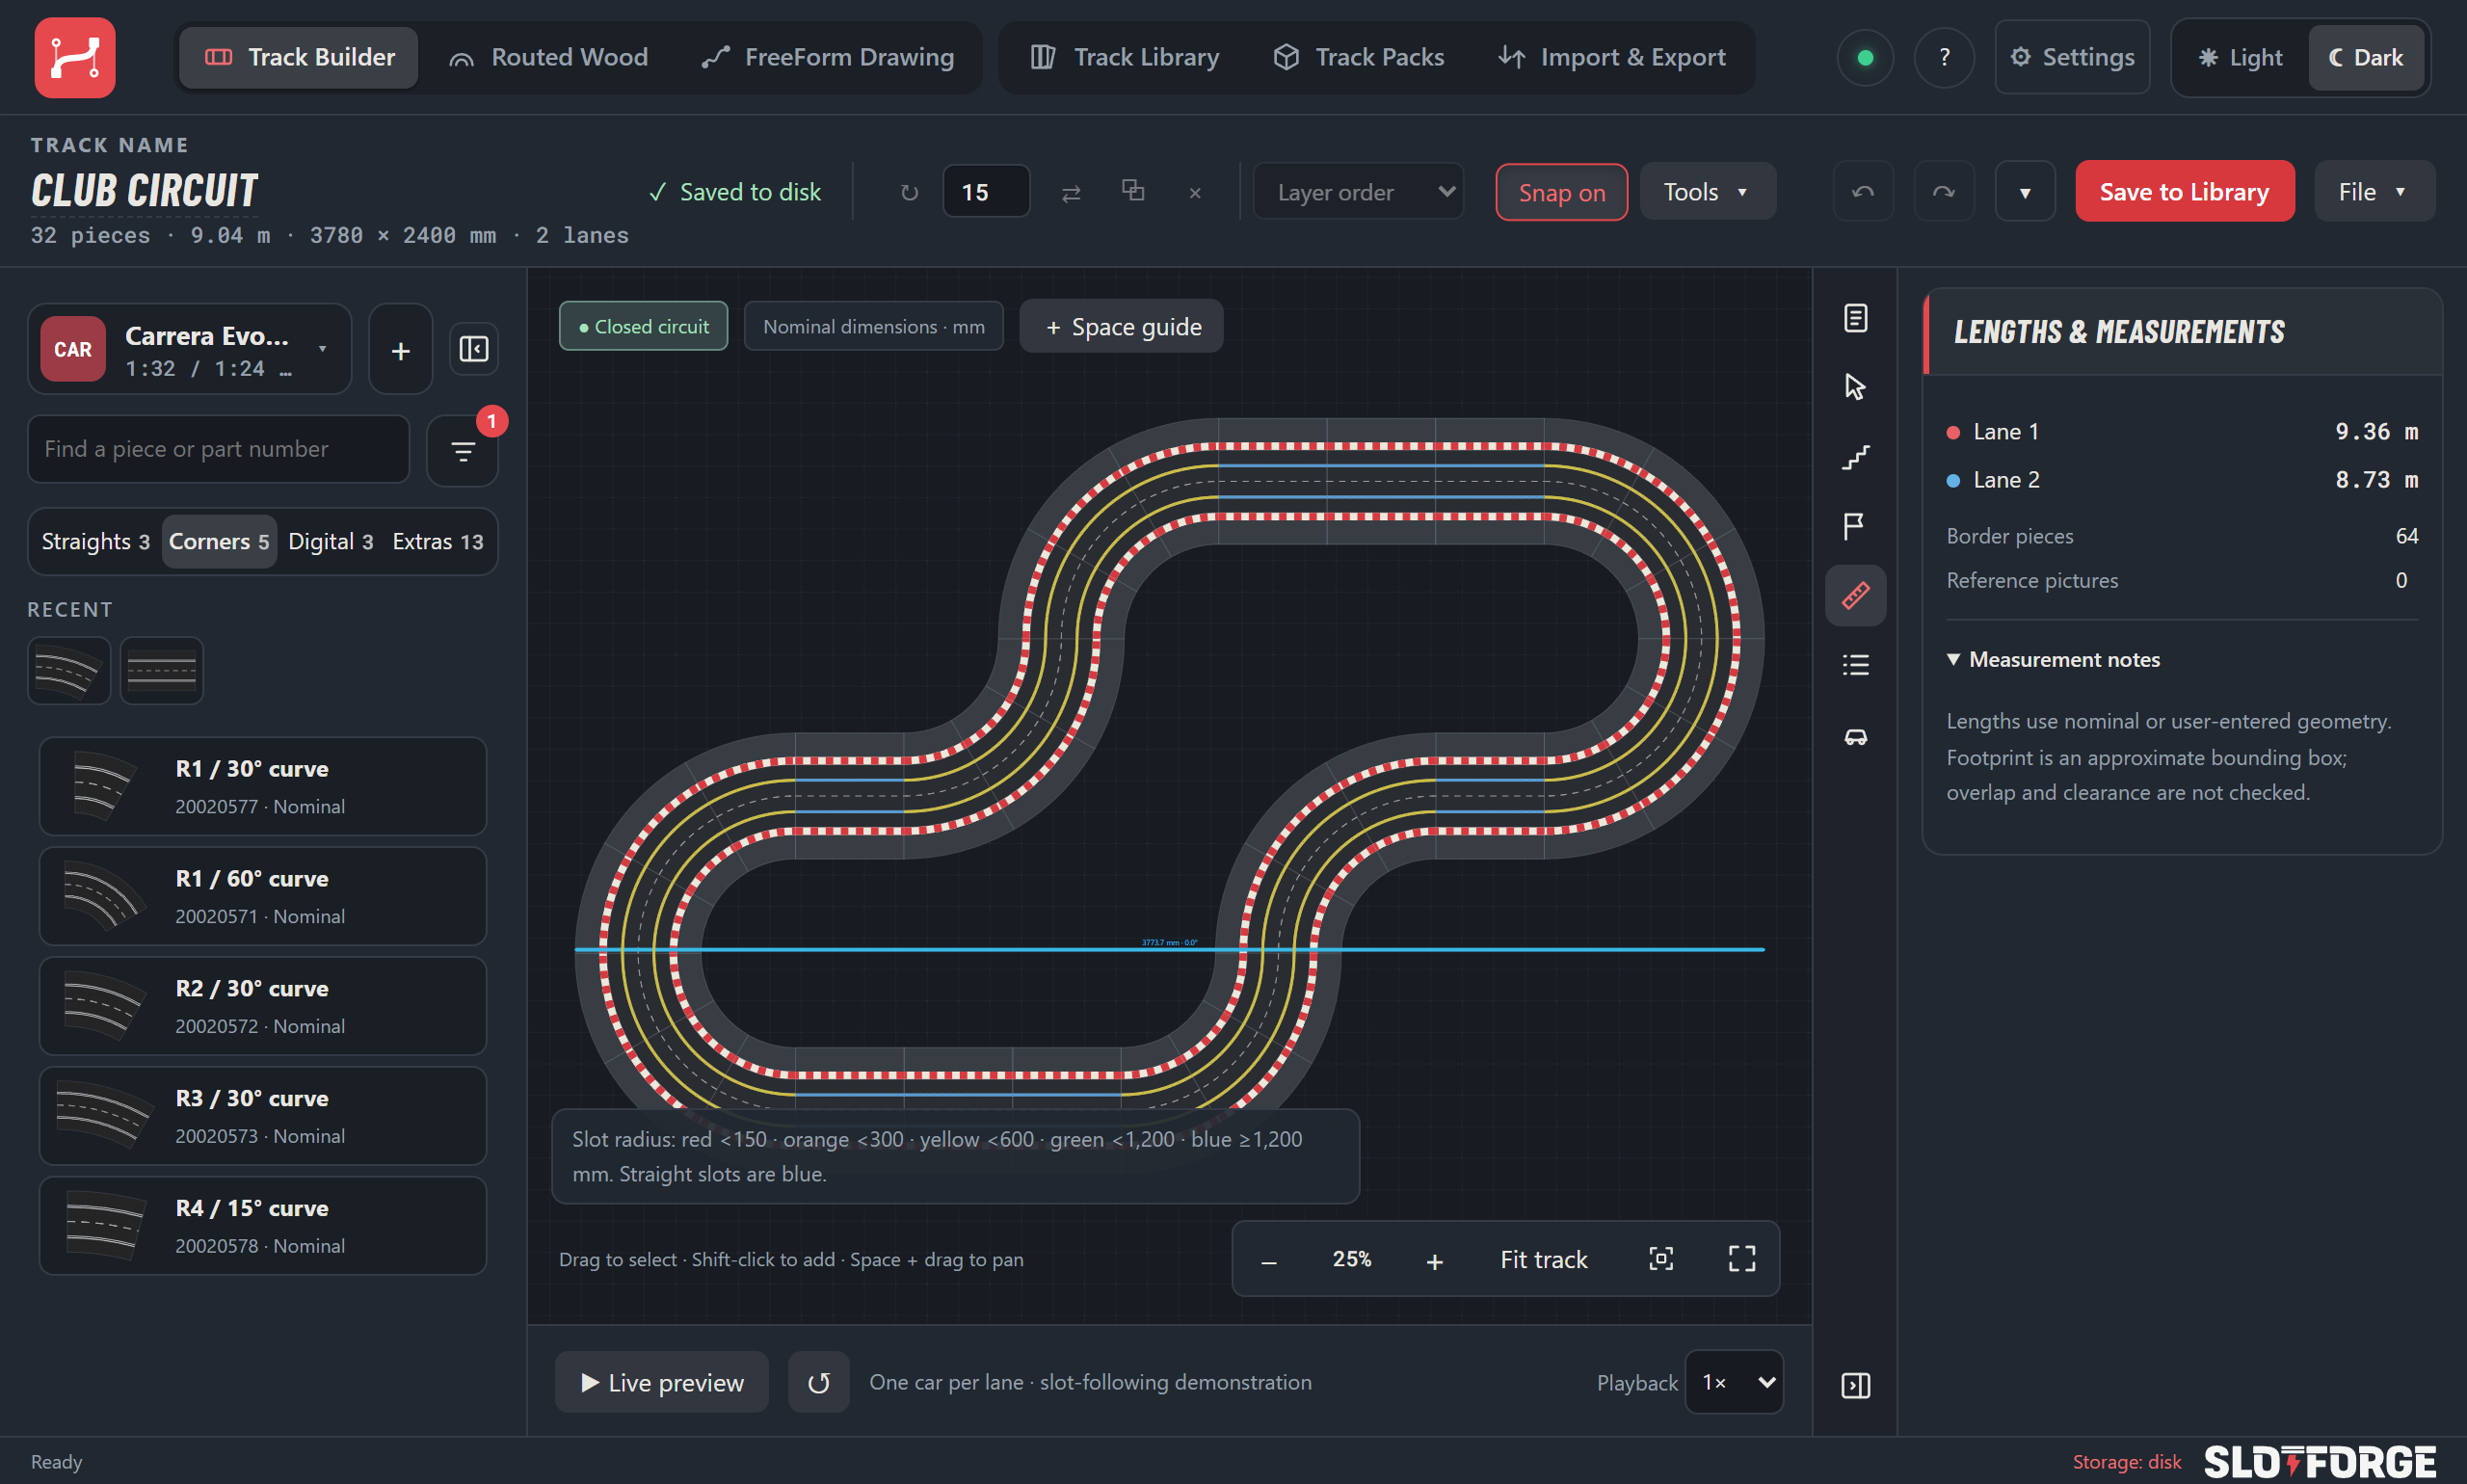 Track Builder
Routed Wood
FreeForm Drawing
Track Library
Track Packs
Import & Export
?
Settings
Light
Dark
TRACK NAME
CLUB CIRCUIT
32 pieces · 9.04 m · 3780 × 2400 mm · 2 lanes
✓ Saved to disk
15
Layer order
Snap on
Tools
Save to Library
File
CAR
Carrera Evo...
1:32 / 1:24 …
+
Find a piece or part number
1
Straights 3
Corners 5
Digital 3
Extras 13
RECENT
R1 / 30° curve
20020577 · Nominal
R1 / 60° curve
20020571 · Nominal
R2 / 30° curve
20020572 · Nominal
R3 / 30° curve
20020573 · Nominal
R4 / 15° curve
20020578 · Nominal
Closed circuit
Nominal dimensions · mm
+ Space guide
3773.7 mm · 0.0°
Slot radius: red <150 · orange <300 · yellow <600 · green <1,200 · blue ≥1,200
mm. Straight slots are blue.
Drag to select · Shift-click to add · Space + drag to pan
− 25% + Fit track
Live preview
One car per lane · slot-following demonstration
Playback
1×
LENGTHS & MEASUREMENTS
Lane 1 9.36 m
Lane 2 8.73 m
Border pieces 64
Reference pictures 0
Measurement notes
Lengths use nominal or user-entered geometry.
Footprint is an approximate bounding box;
overlap and clearance are not checked.
Ready
Storage: disk
SLOTFORGE